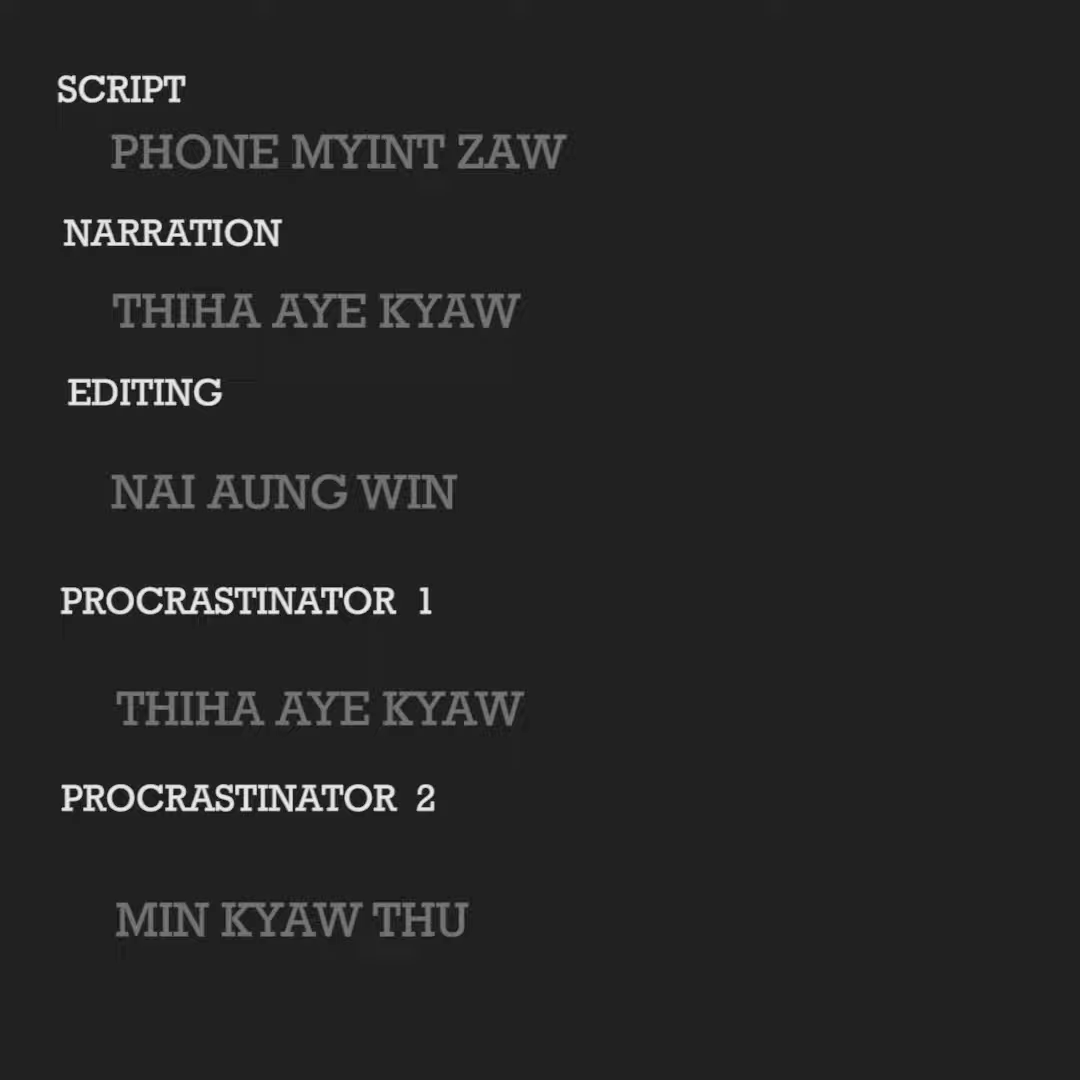 SCRIPT
PHONE MYINT ZAW
NARRATION
THIHA AYE KYAW
EDITING
NAI AUNG WIN
PROCRASTINATOR 1
THIHA AYE KYAW
PROCRASTINATOR 2
MIN KYAW THU